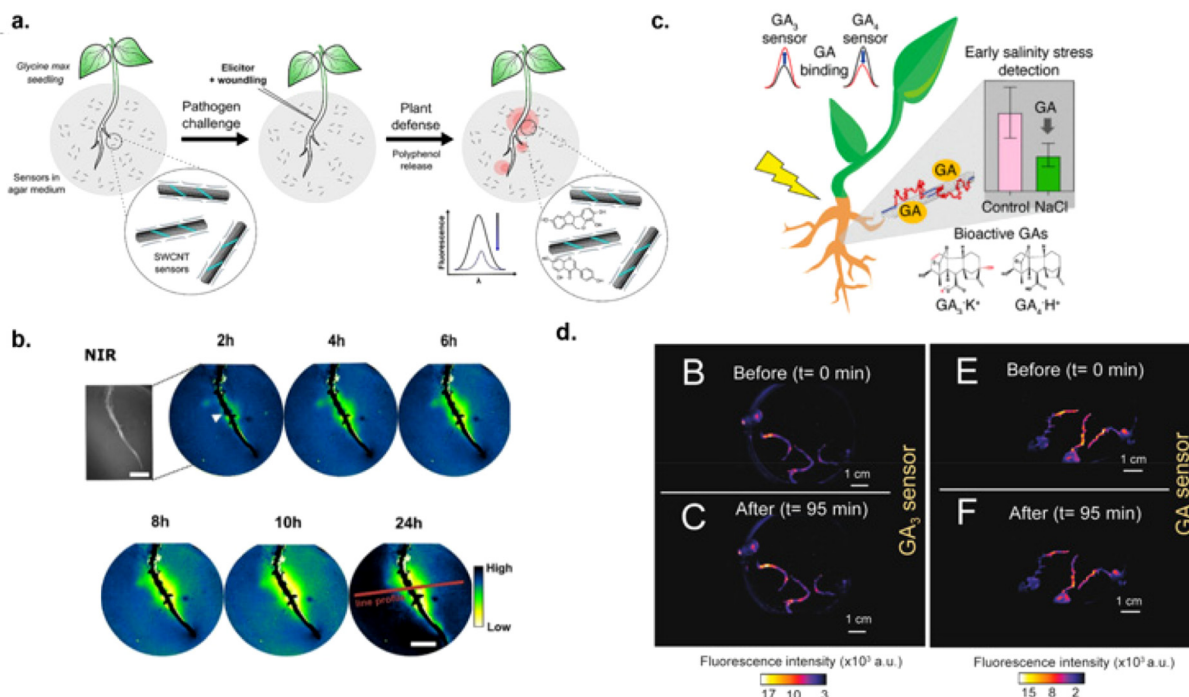 a.
Glycine max
seedling
Pathogen
challenge
Elicitor
+ woundling
Plant
defense
Polyphenol
release
Sensors in
agar medium
SWCNT
sensors
Fluorescence
λ
b.
NIR
2h
4h
6h
8h
10h
24h
High
Low
c.
GA3 sensor
GA4 sensor
GA
binding
Early salinity stress
detection
GA
GA
GA
Control NaCl
Bioactive GAs
GA3·K+
GA4·H+
d.
B
Before (t= 0 min)
1 cm
C
After (t= 95 min)
1 cm
GA3 sensor
Fluorescence intensity (x10³ a.u.)
17 10 3
E
Before (t= 0 min)
1 cm
F
After (t= 95 min)
1 cm
GA sensor
Fluorescence intensity (x10³ a.u.)
15 8 2